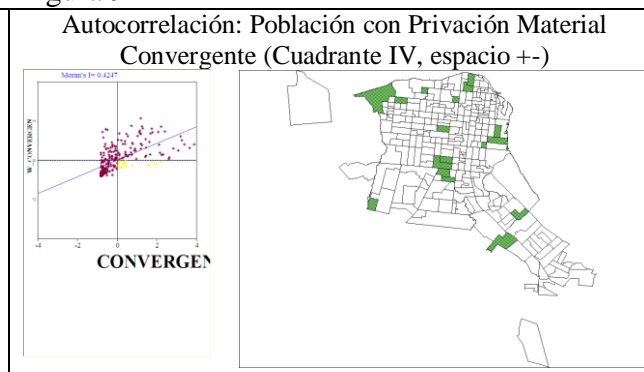 Autocorrelación: Población con Privación Material
Convergente (Cuadrante IV, espacio +-)
Moran's I= 0.4247
W_CONVERGEN
-4
-2
0
2
4
CONVERGEN